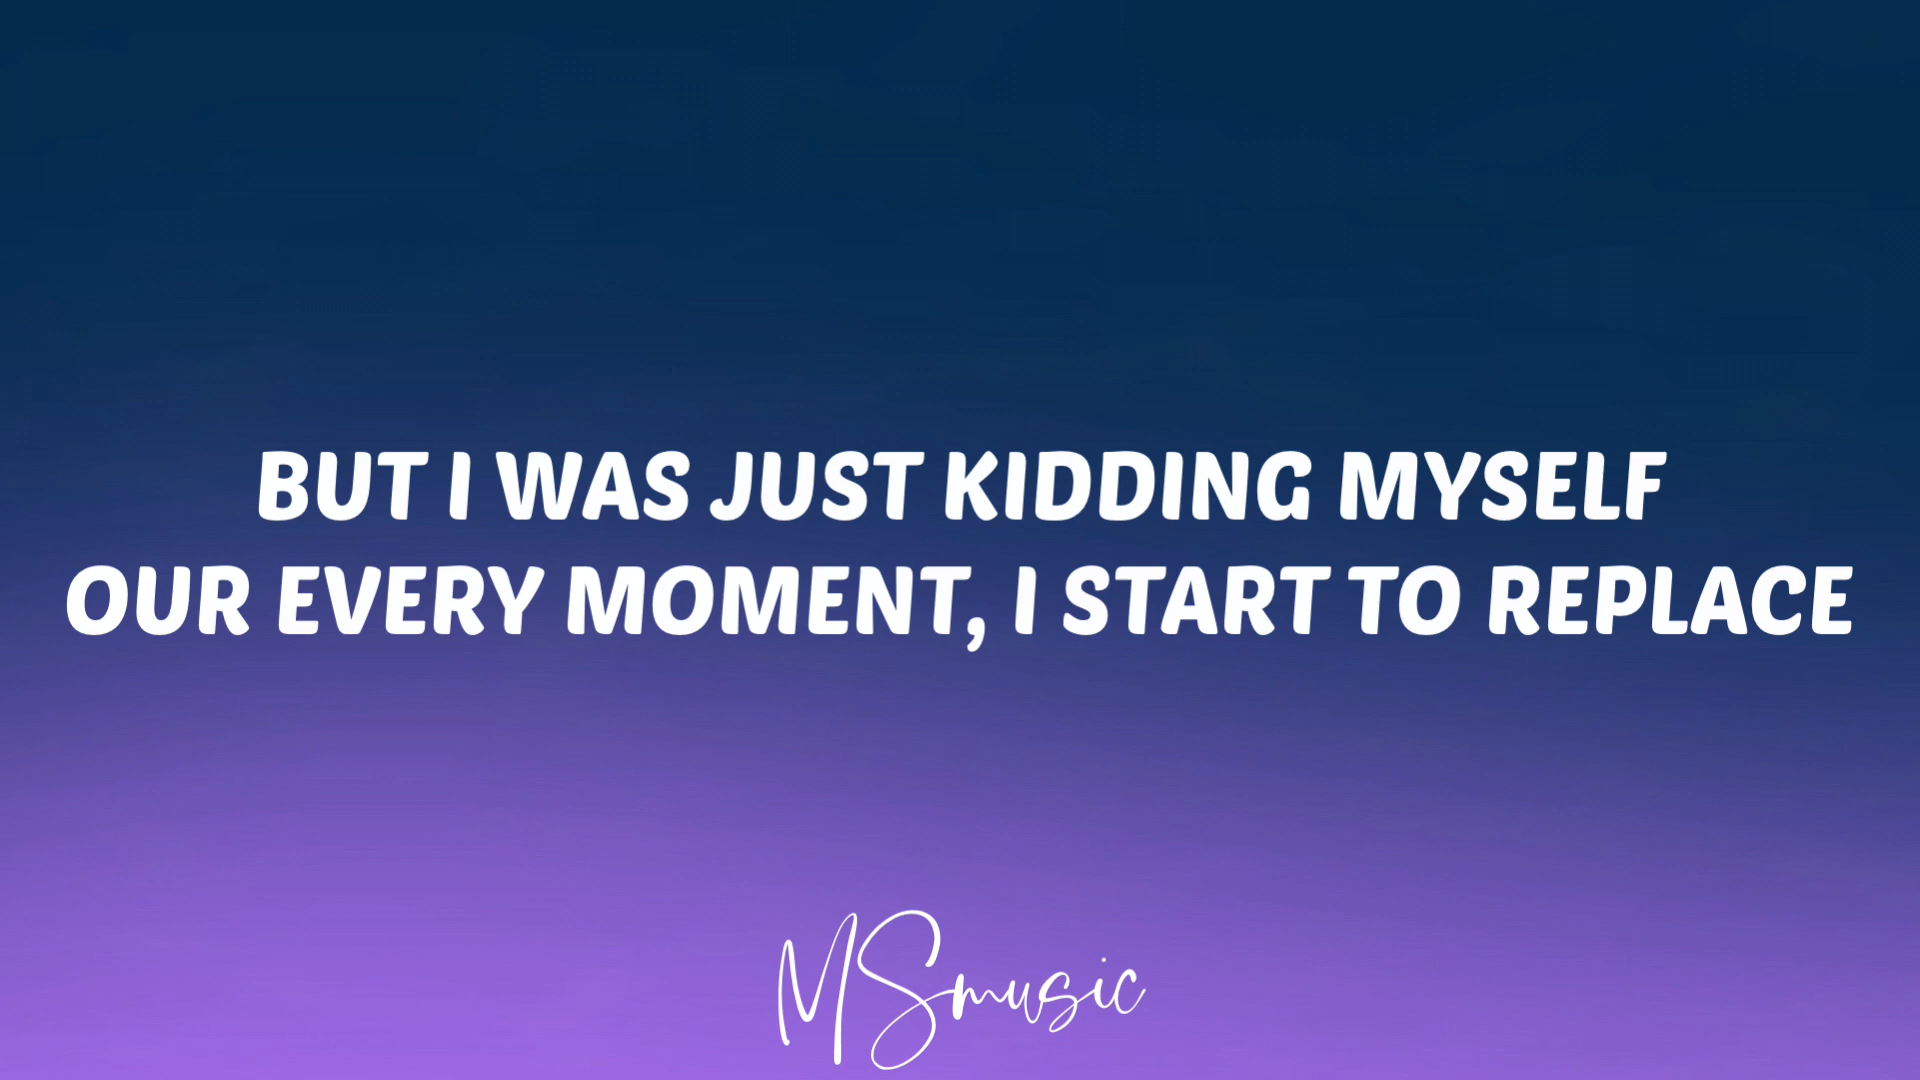 BUT I WAS JUST KIDDING MYSELF
OUR EVERY MOMENT, I START TO REPLACE
MSmusic